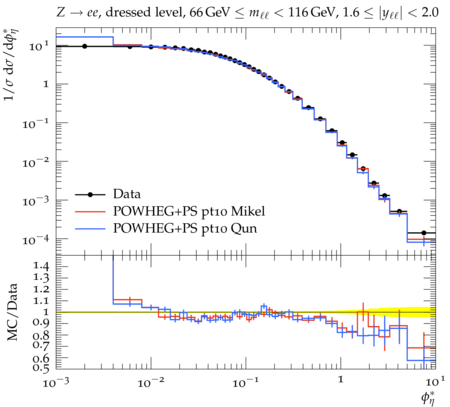 Z → ee, dressed level, 66 GeV ≤ mℓℓ < 116 GeV, 1.6 ≤ |yℓℓ| < 2.0
1/σ dσ/dφ*η
10¹
1
10⁻¹
10⁻²
10⁻³
10⁻⁴
Data
POWHEG+PS pt10 Mikel
POWHEG+PS pt10 Qun
MC/Data
1.4
1.3
1.2
1.1
1
0.9
0.8
0.7
0.6
0.5
10⁻³ 10⁻² 10⁻¹ 1 10¹
φ*η